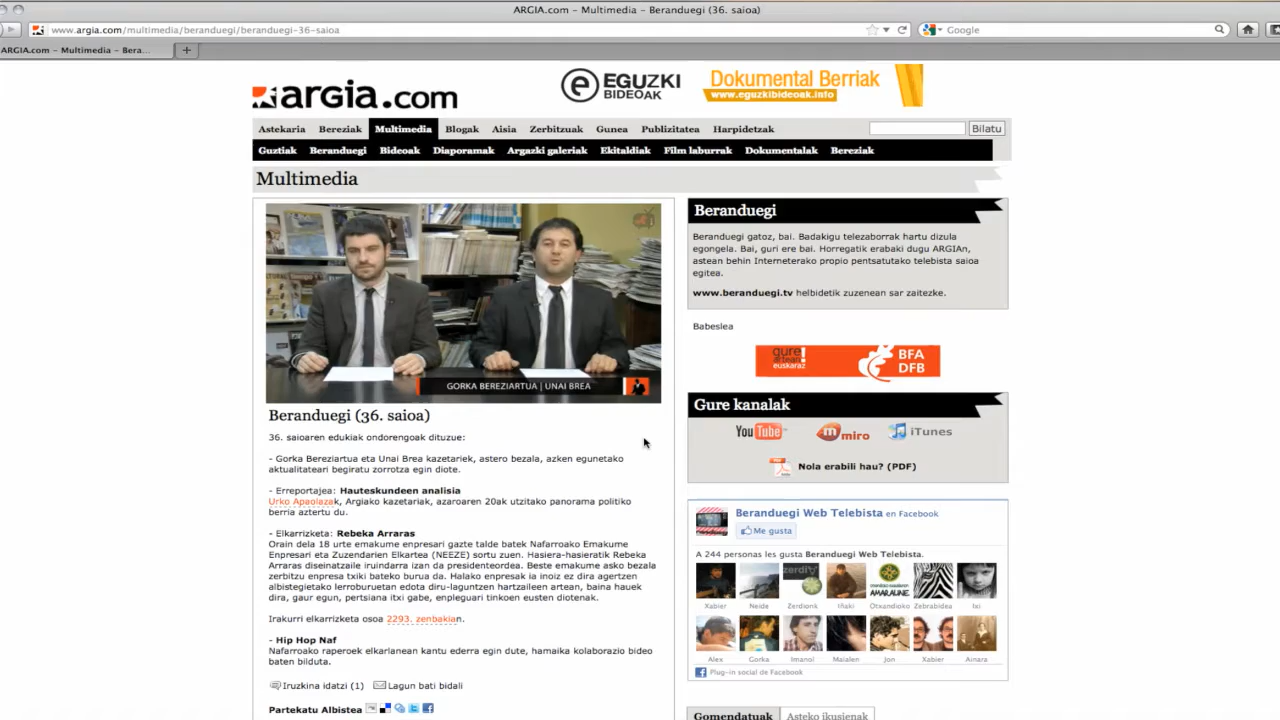 ARGIA.com – Multimedia – Beranduegi (36. saioa)
www.argia.com/multimedia/beranduegi/beranduegi-36-saioa
Google
ARGIA.com – Multimedia – Bera...
argia.com
EGUZKI BIDEOAK
Dokumental Berriak
www.eguzkibideoak.info
Astekaria Bereziak Multimedia Blogak Aisia Zerbitzuak Gunea Publizitatea Harpidetzak
Bilatu
Guztiak Beranduegi Bideoak Diaporamak Argazki galeriak Ekitaldiak Film laburrak Dokumentalak Bereziak
Multimedia
GORKA BEREZIARTUA | UNAI BREA
Beranduegi (36. saioa)
36. saioaren edukiak ondorengoak dituzue:
- Gorka Bereziartua eta Unai Brea kazetariek, astero bezala, azken egunetako
aktualitateari begiratu zorrotza egin diote.
- Erreportajea: Hauteskundeen analisia
Urko Apaolazak, Argiako kazetariak, azaroaren 20ak utzitako panorama politiko
berria aztertu du.
- Elkarrizketa: Rebeka Arraras
Orain dela 18 urte emakume enpresari gazte talde batek Nafarroako Emakume
Enpresari eta Zuzendarien Elkartea (NEEZE) sortu zuen. Hasiera-hasieratik Rebeka
Arraras diseinatzaile iruindarra izan da presidenteordea. Beste emakume asko bezala
zerbitzu enpresa txiki bateko burua da. Halako enpresak ia inoiz ez dira agertzen
albistegietako lerroburuetan edota diru-laguntzen hartzaileen artean, baina hauek
dira, gaur egun, pertsiana itxi gabe, enpleguari tinkoen eusten diotenak.
Irakurri elkarrizketa osoa 2293. zenbakian.
- Hip Hop Naf
Nafarroako raperoek elkarlanean kantu ederra egin dute, hamaika kolaborazio bideo
baten bilduta.
Iruzkina idatzi (1) Lagun bati bidali
Partekatu Albistea
Beranduegi
Beranduegi gatoz, bai. Badakigu telezaborrak hartu dizula
egongela. Bai, guri ere bai. Horregatik erabaki dugu ARGIAn,
astean behin Interneterako propio pentsatutako telebista saioa
egitea.
www.beranduegi.tv helbidetik zuzenean sar zaitezke.
Babeslea
gure artean! euskaraz
BFA
DFB
Gure kanalak
YouTube miro iTunes
Nola erabili hau? (PDF)
Beranduegi Web Telebista en Facebook
Me gusta
A 244 personas les gusta Beranduegi Web Telebista.
Xabier Neide Zerdionk Iñaki Otxandioko Zebrabidea Ixi
Alex Gorka Imanol Maialen Jon Xabier Ainara
Plug-in social de Facebook
Gomendatuak Asteko ikusienak